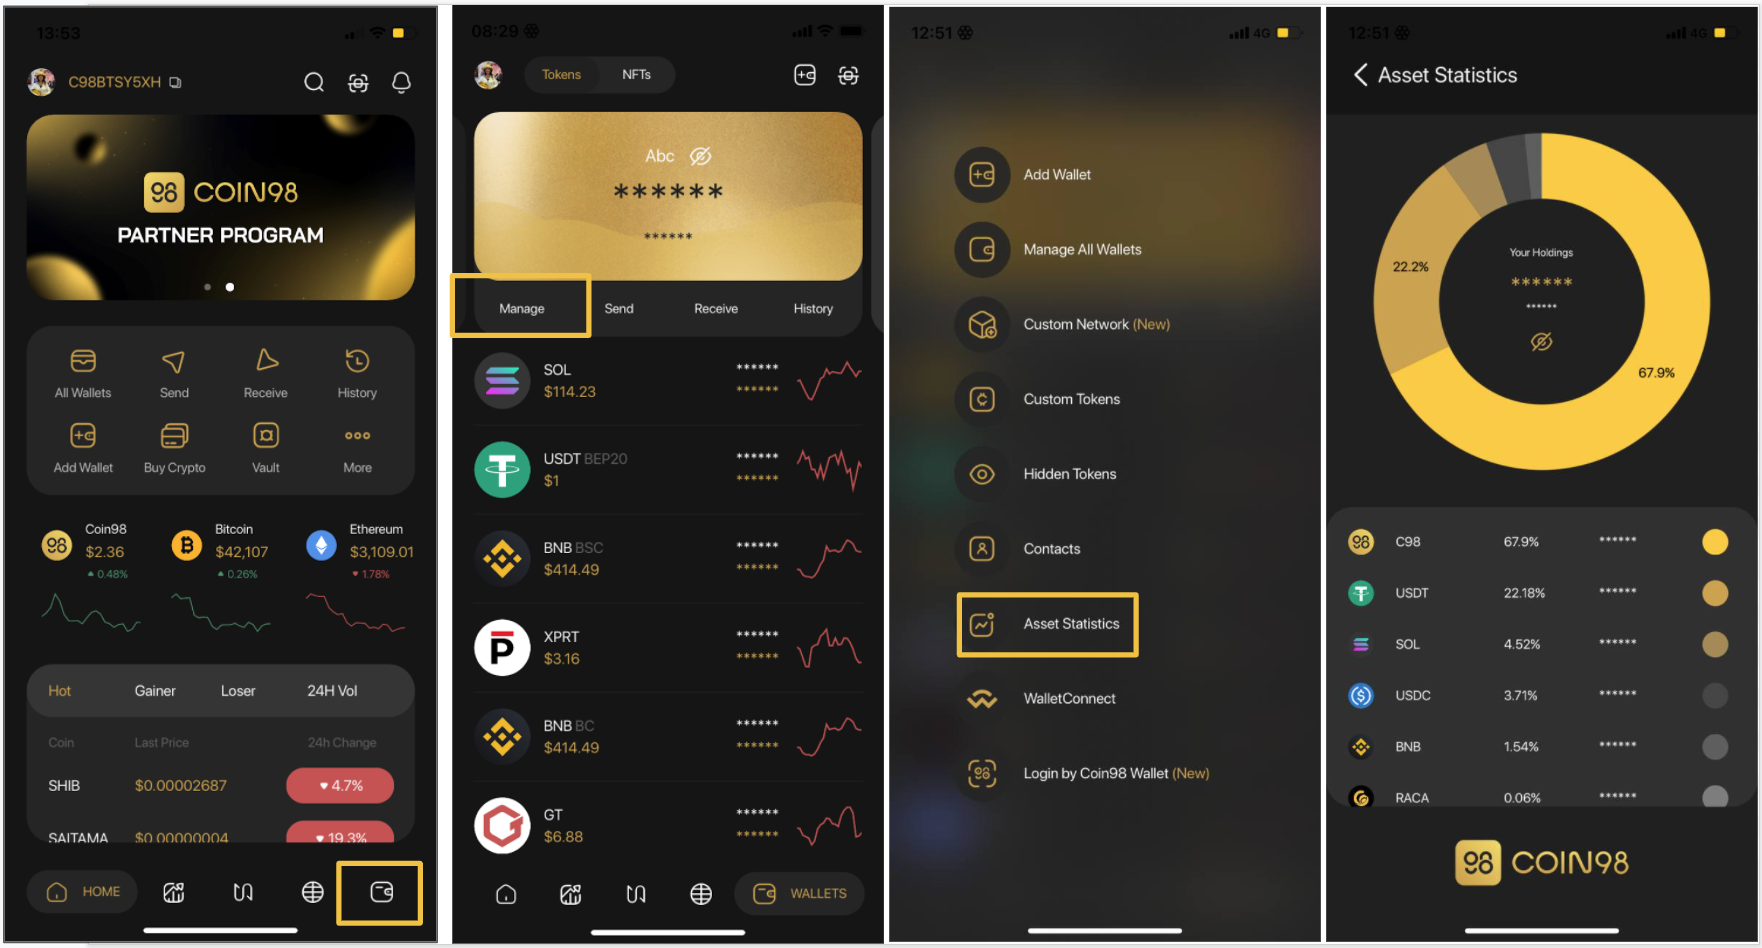 13:53
C98BTSY5XH
98 COIN98
PARTNER PROGRAM
All Wallets Send Receive History
Add Wallet Buy Crypto Vault More
Coin98 Bitcoin Ethereum
98 $2.36 $42,107 $3,109.01
0.48% 0.26% 1.78%
Hot Gainer Loser 24H Vol
Coin Last Price 24h Change
SHIB $0.00002687 4.7%
SAITAMA $0.00000004 19.3%
HOME
08:29
Tokens NFTs
Abc
******
******
Manage Send Receive History
SOL ******
$114.23 ******
USDT BEP20 ******
$1 ******
BNB BSC ******
$414.49 ******
XPRT ******
$3.16 ******
BNB BC ******
$414.49 ******
GT ******
$6.88 ******
WALLETS
12:51 4G
Add Wallet
Manage All Wallets
Custom Network (New)
Custom Tokens
Hidden Tokens
Contacts
Asset Statistics
WalletConnect
98 Login by Coin98 Wallet (New)
12:51 4G
Asset Statistics
Your Holdings
22.2%
******
******
67.9%
98 C98 67.9% ******
USDT 22.18% ******
SOL 4.52% ******
USDC 3.71% ******
BNB 1.54% ******
RACA 0.06% ******
98 COIN98